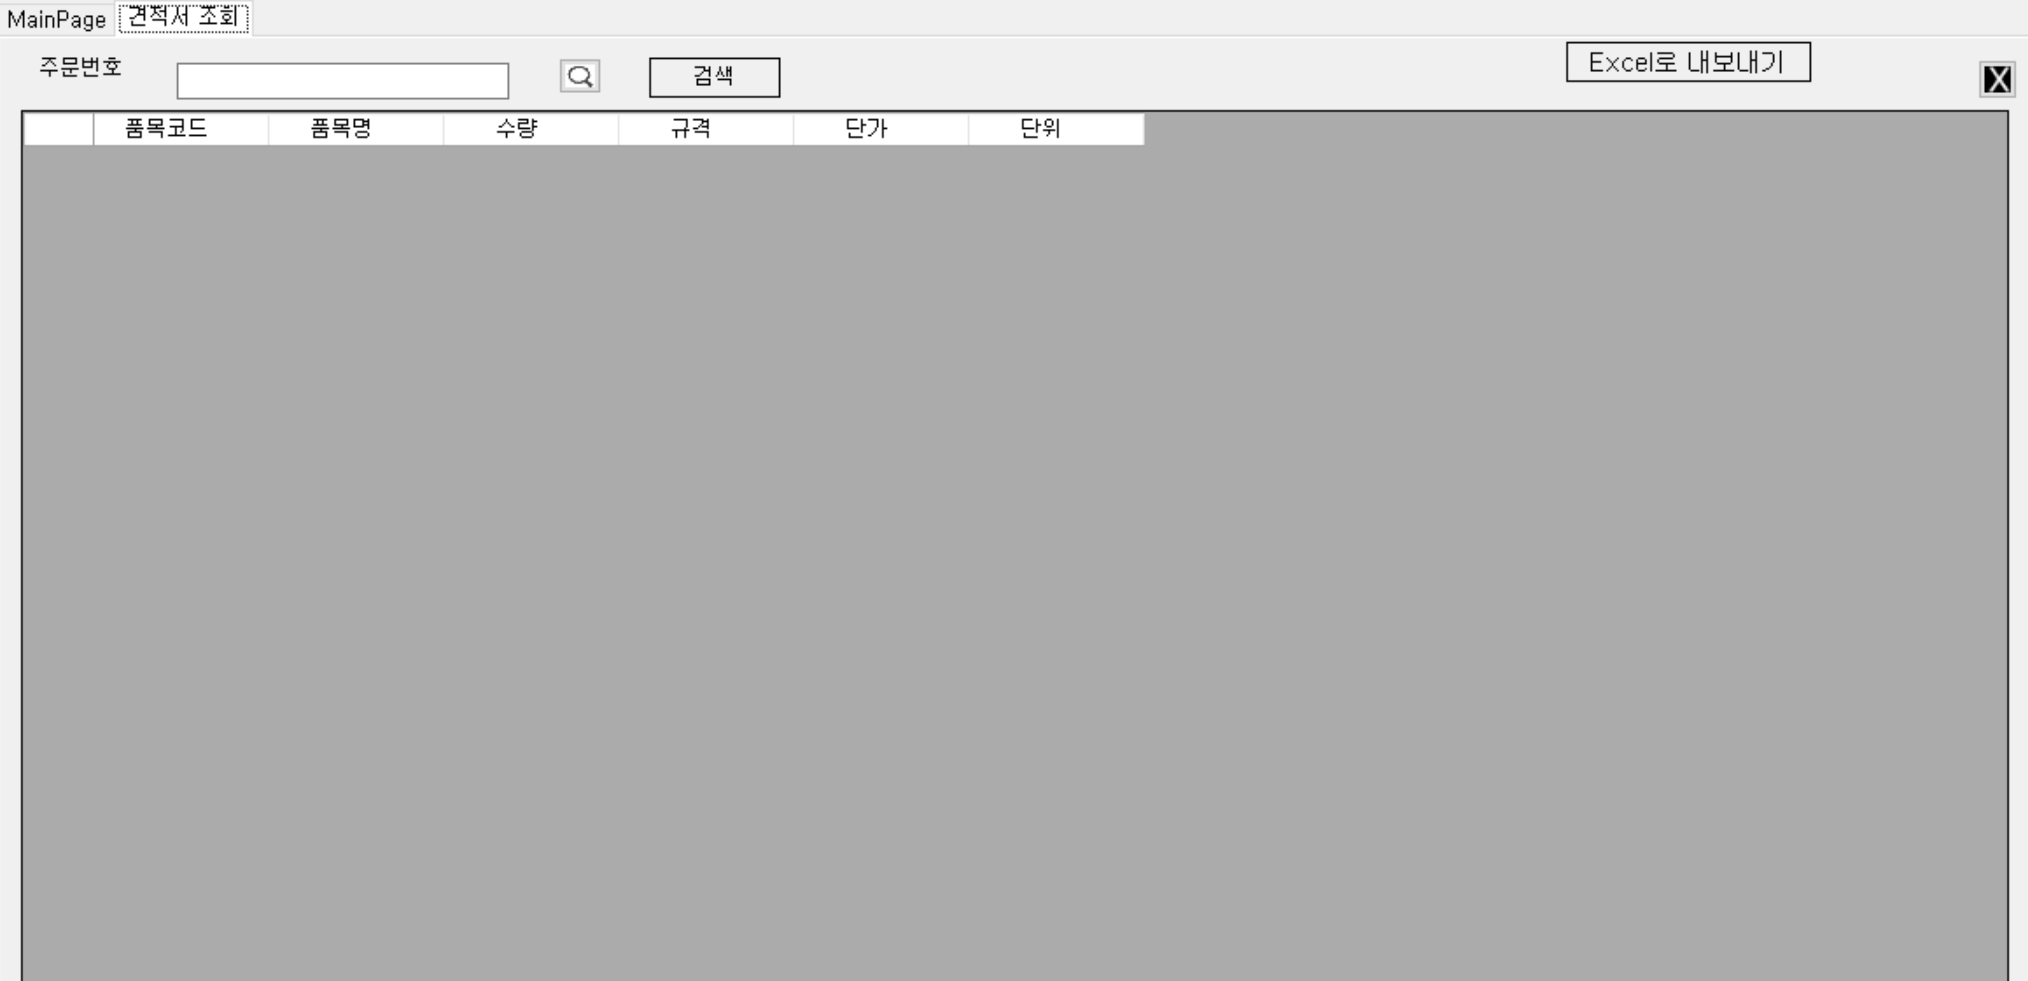 MainPage 견적서 조회
주문번호 검색 Excel로 내보내기 X
품목코드 품목명 수량 규격 단가 단위